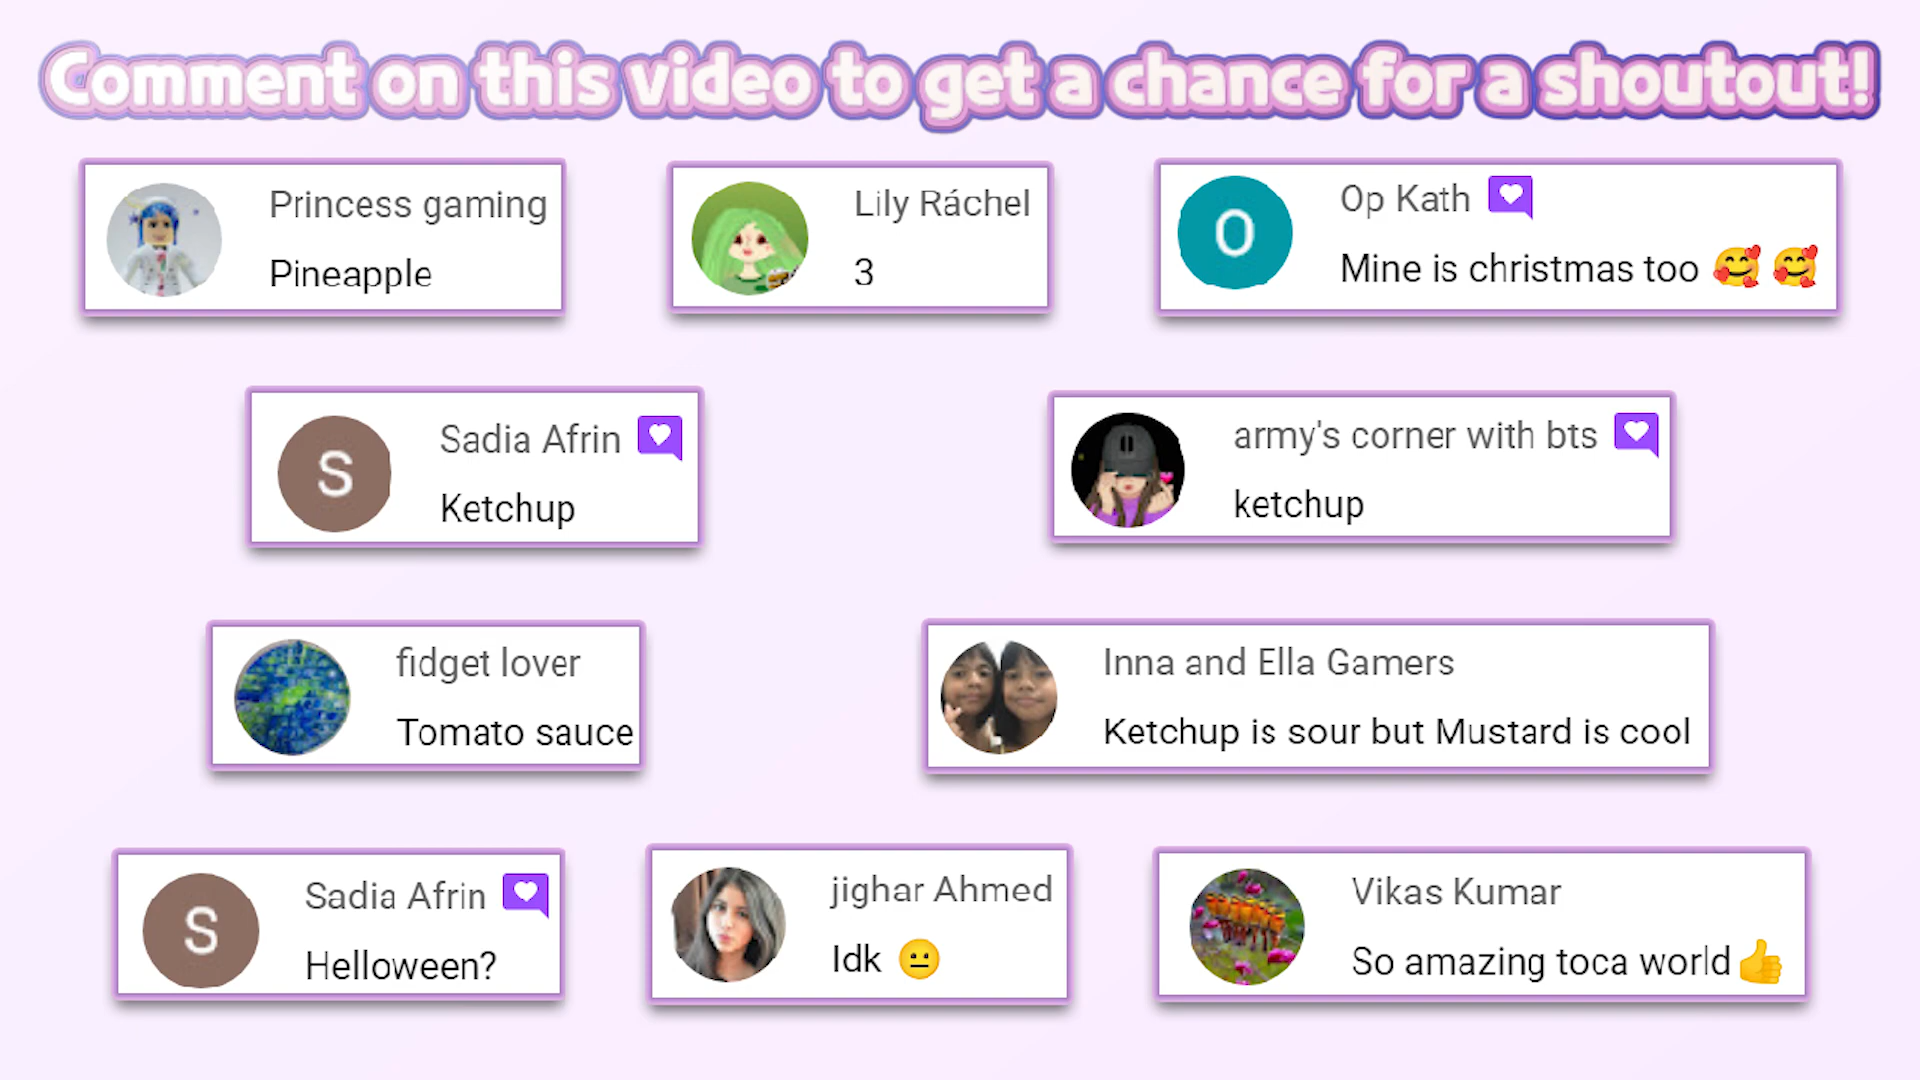 Comment on this video to get a chance for a shoutout!
Princess gaming
Pineapple
Lily Ráchel
3
O
Op Kath
Mine is christmas too 🥰 🥰
S
Sadia Afrin
Ketchup
army's corner with bts
ketchup
fidget lover
Tomato sauce
Inna and Ella Gamers
Ketchup is sour but Mustard is cool
S
Sadia Afrin
Helloween?
jighar Ahmed
Idk 😐
Vikas Kumar
So amazing toca world👍